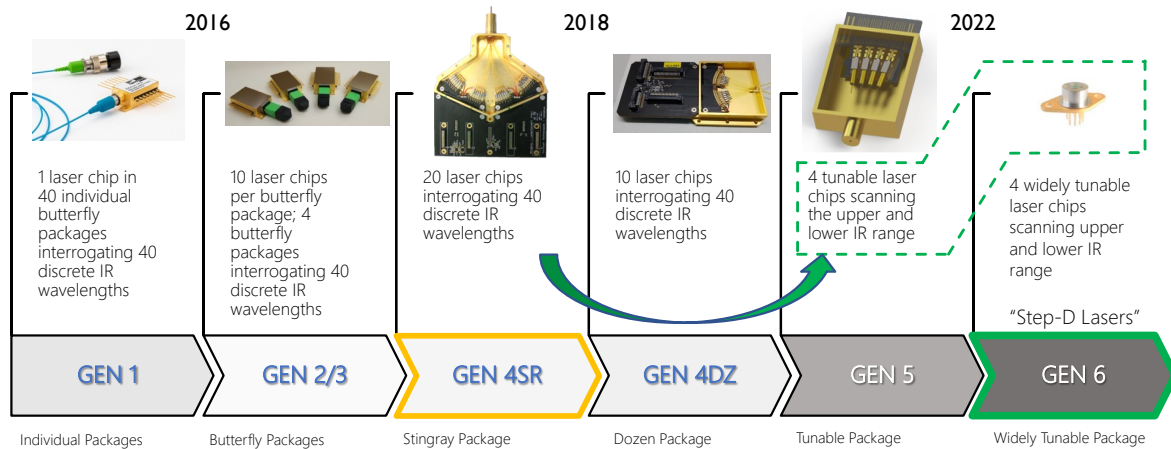 2016
2018
2022
1 laser chip in
40 individual
butterfly
packages
interrogating 40
discrete IR
wavelengths
10 laser chips
per butterfly
package; 4
butterfly
packages
interrogating 40
discrete IR
wavelengths
20 laser chips
interrogating 40
discrete IR
wavelengths
10 laser chips
interrogating 40
discrete IR
wavelengths
4 tunable laser
chips scanning
the upper and
lower IR range
4 widely tunable
laser chips
scanning upper
and lower IR
range
“Step-D Lasers”
GEN 1
GEN 2/3
GEN 4SR
GEN 4DZ
GEN 5
GEN 6
Individual Packages
Butterfly Packages
Stingray Package
Dozen Package
Tunable Package
Widely Tunable Package